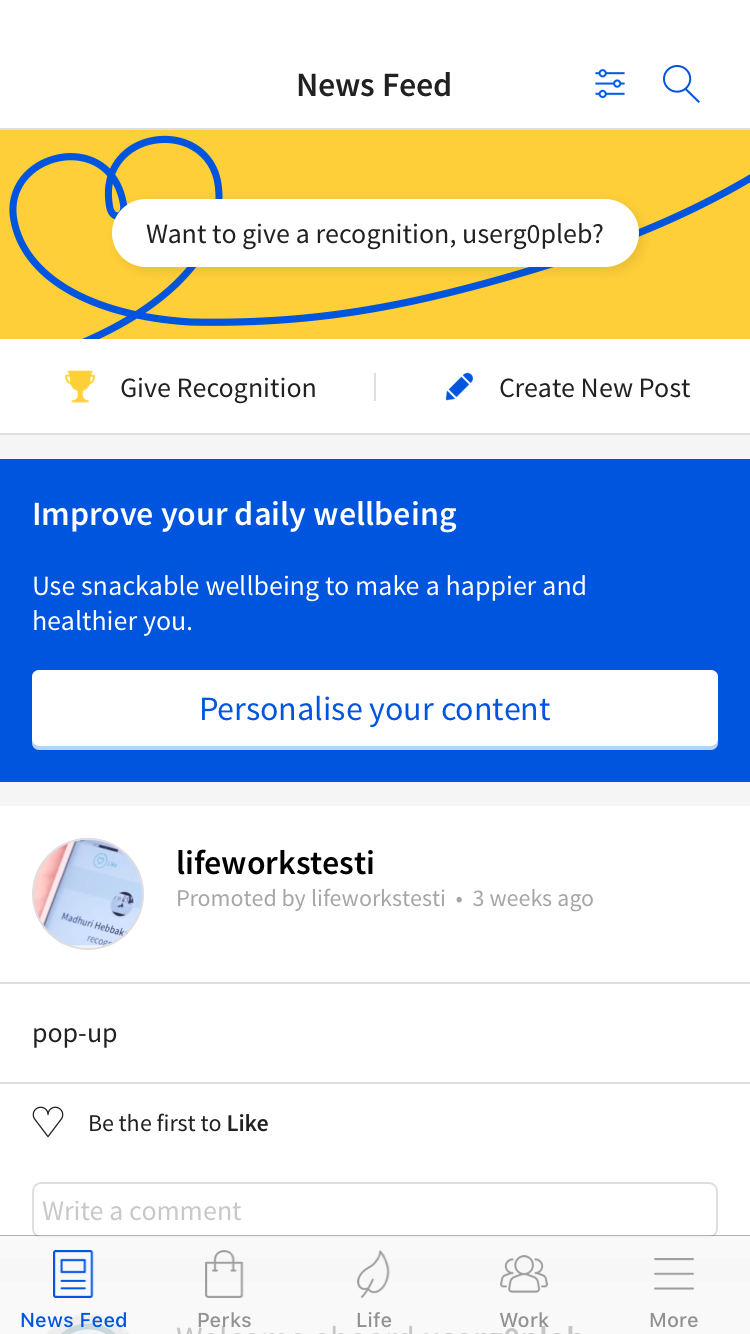 News Feed
Want to give a recognition, userg0pleb?
Give Recognition
Create New Post
Improve your daily wellbeing
Use snackable wellbeing to make a happier and
healthier you.
Personalise your content
lifeworkstesti
Promoted by lifeworkstesti • 3 weeks ago
Madhuri Hebbak
pop-up
Be the first to Like
Write a comment
News Feed
Perks
Life
Work
More